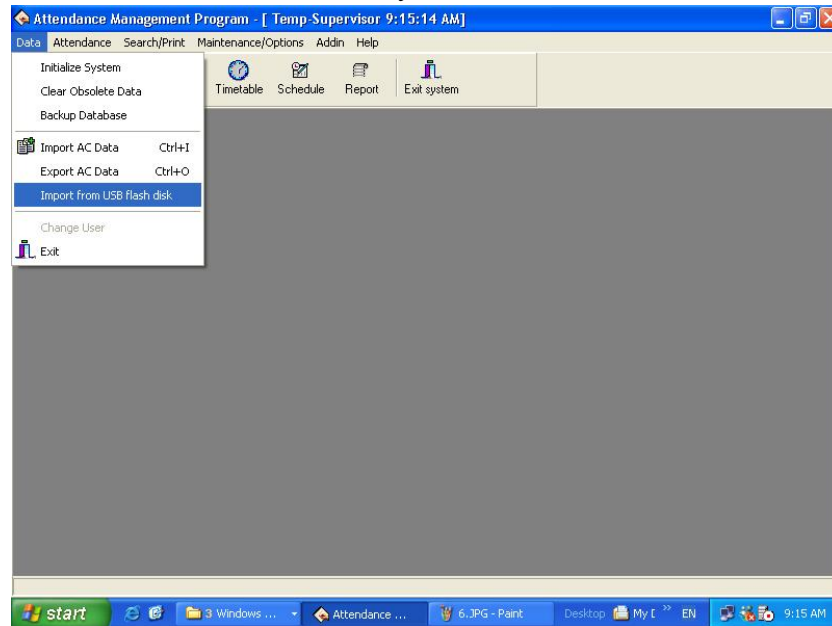 Attendance Management Program - [ Temp-Supervisor 9:15:14 AM]
Data Attendance Search/Print Maintenance/Options Addin Help
Timetable Schedule Report Exit system
Initialize System
Clear Obsolete Data
Backup Database
Import AC Data Ctrl+I
Export AC Data Ctrl+O
Import from USB flash disk
Change User
Exit
start 3 Windows ... Attendance ... 6.JPG - Paint Desktop My D » EN 9:15 AM